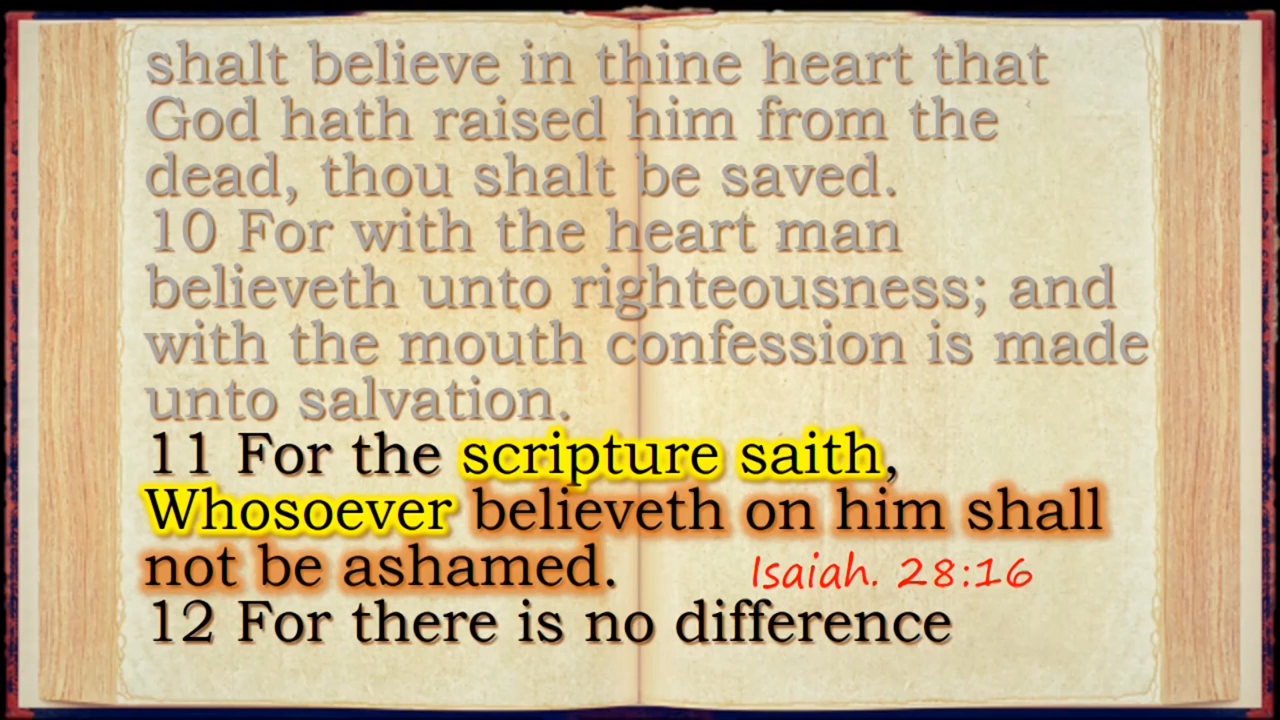 shalt believe in thine heart that
God hath raised him from the
dead, thou shalt be saved.
10 For with the heart man
believeth unto righteousness; and
with the mouth confession is made
unto salvation.
11 For the scripture saith,
Whosoever believeth on him shall
not be ashamed. Isaiah. 28:16
12 For there is no difference